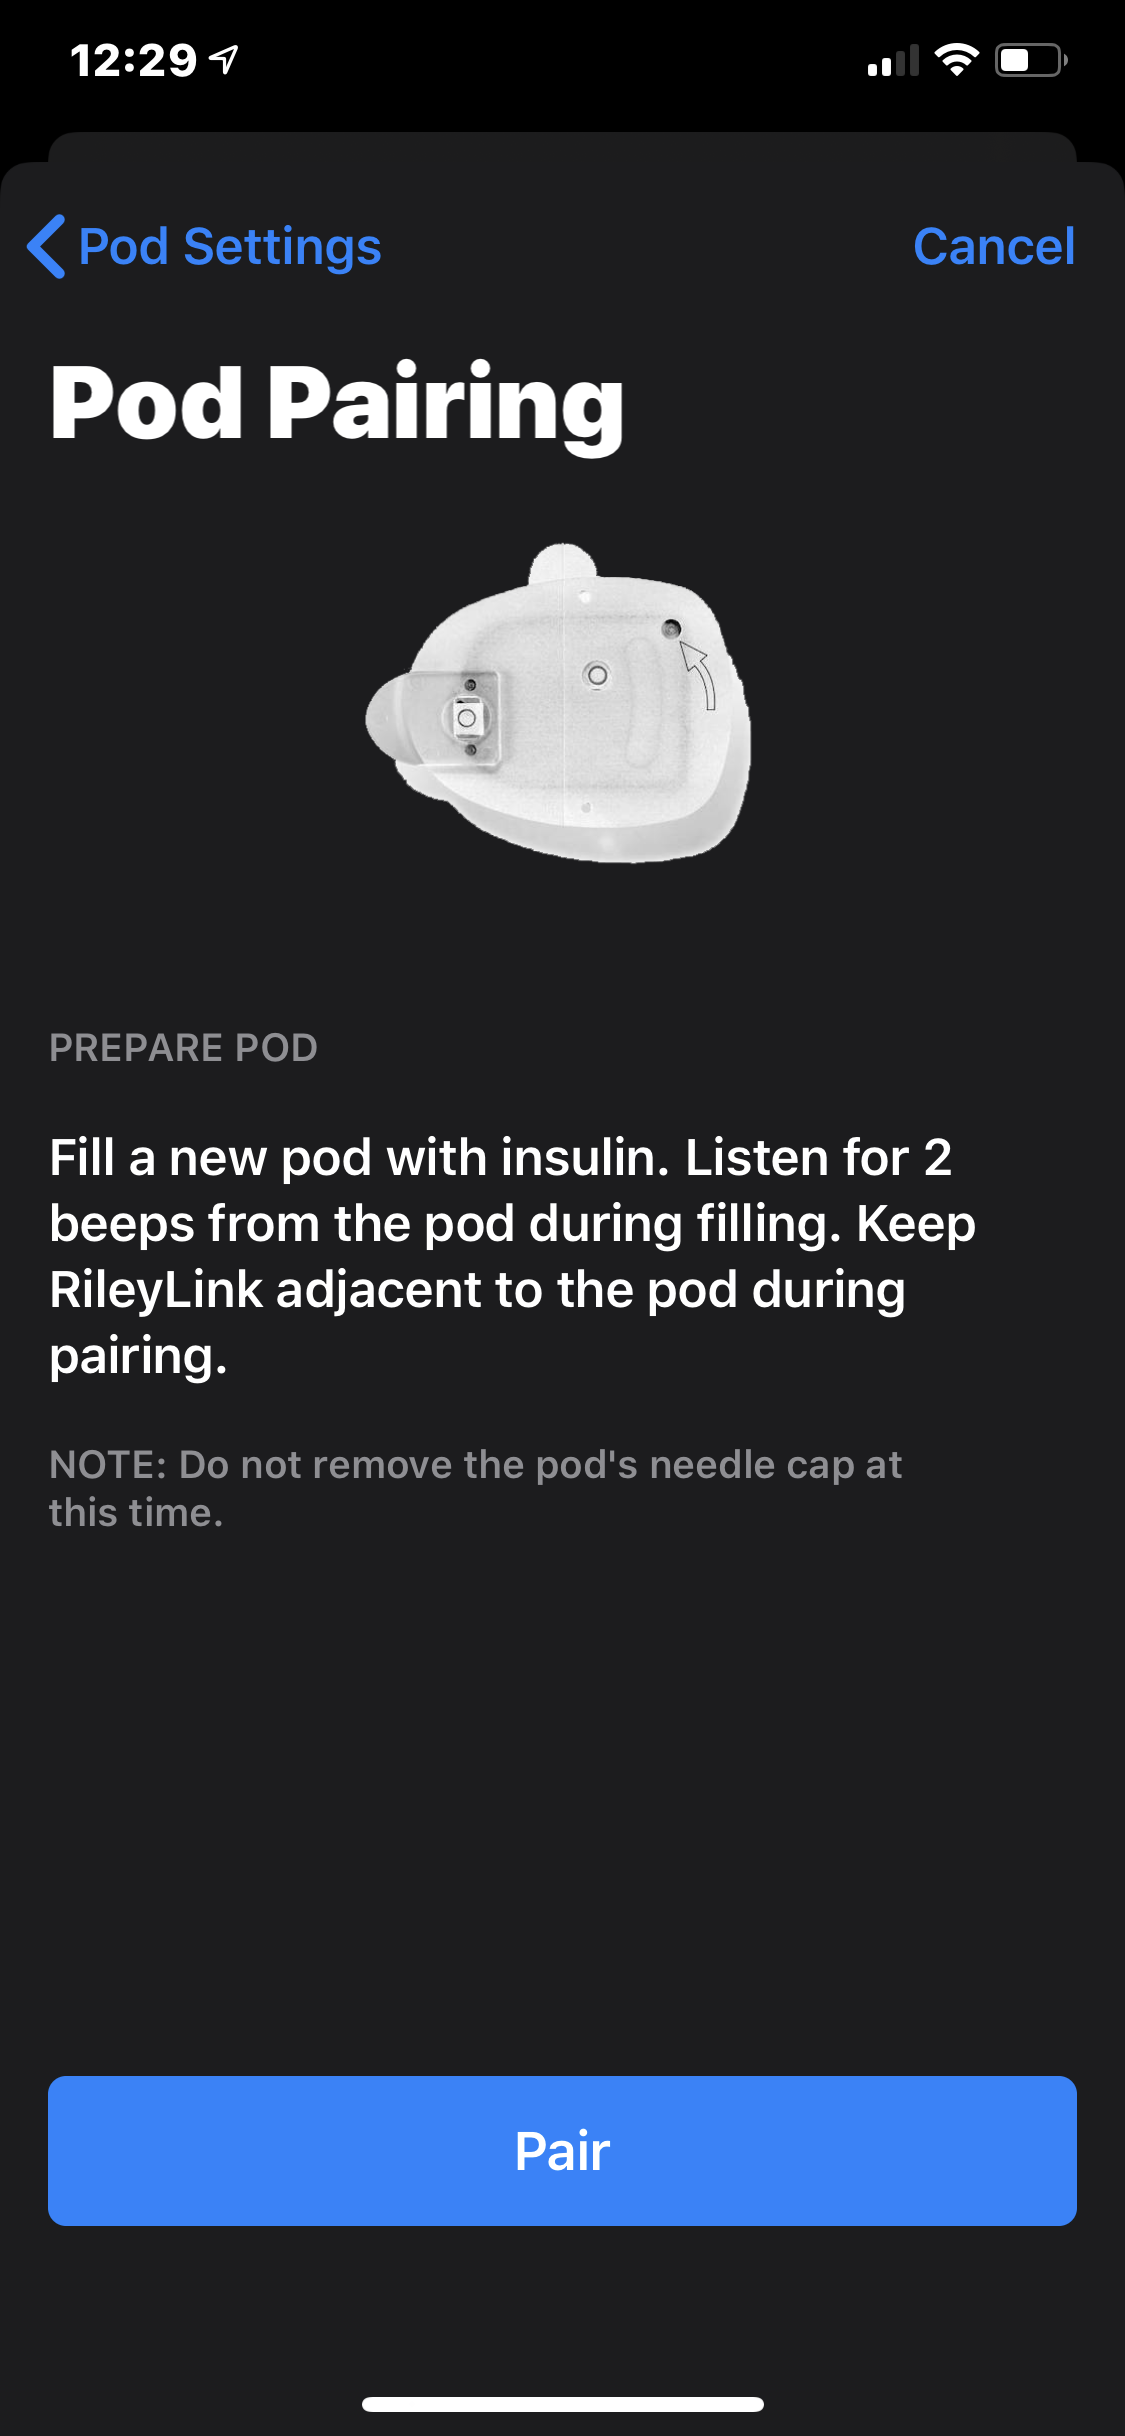 12:29
Pod Settings
Cancel
Pod Pairing
PREPARE POD
Fill a new pod with insulin. Listen for 2
beeps from the pod during filling. Keep
RileyLink adjacent to the pod during
pairing.
NOTE: Do not remove the pod's needle cap at
this time.
Pair